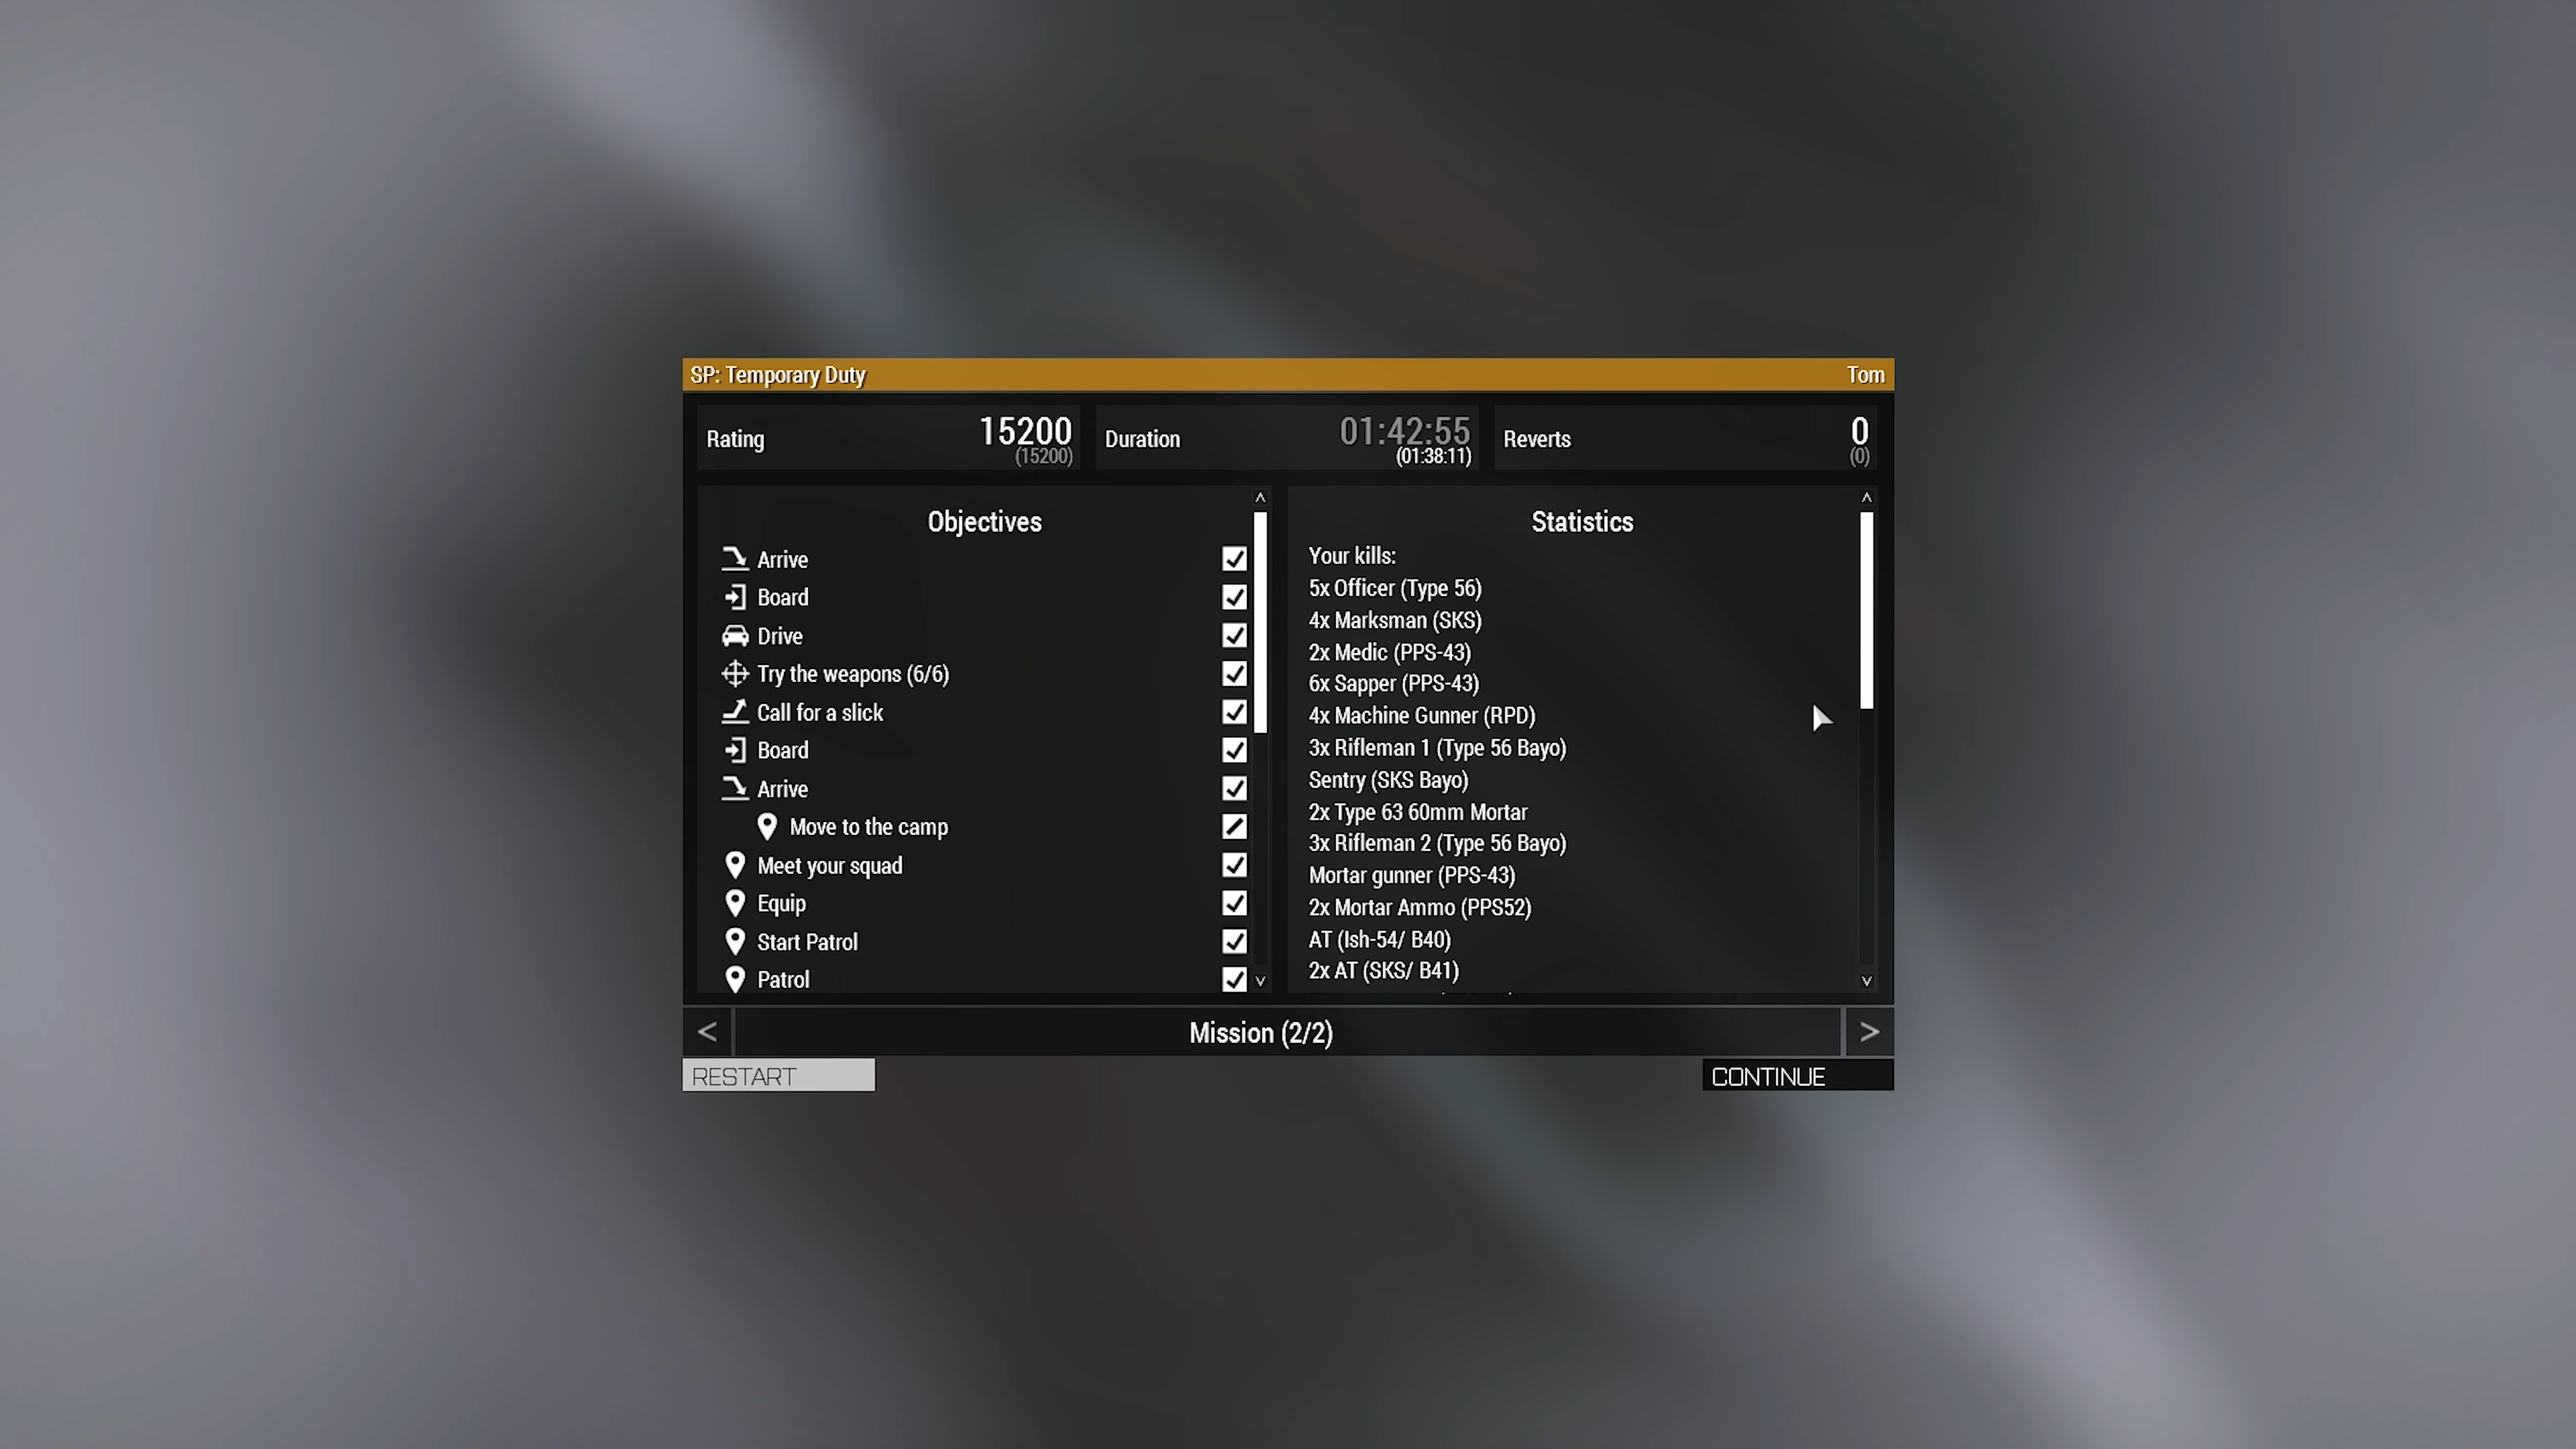 SP: Temporary Duty
Tom
Rating
15200
(15200)
Duration
01:42:55
(01:38:11)
Reverts
0
(0)
Objectives
Arrive
Board
Drive
Try the weapons (6/6)
Call for a slick
Board
Arrive
Move to the camp
Meet your squad
Equip
Start Patrol
Patrol
Statistics
Your kills:
5x Officer (Type 56)
4x Marksman (SKS)
2x Medic (PPS-43)
6x Sapper (PPS-43)
4x Machine Gunner (RPD)
3x Rifleman 1 (Type 56 Bayo)
Sentry (SKS Bayo)
2x Type 63 60mm Mortar
3x Rifleman 2 (Type 56 Bayo)
Mortar gunner (PPS-43)
2x Mortar Ammo (PPS52)
AT (Ish-54/ B40)
2x AT (SKS/ B41)
< Mission (2/2) >
RESTART
CONTINUE